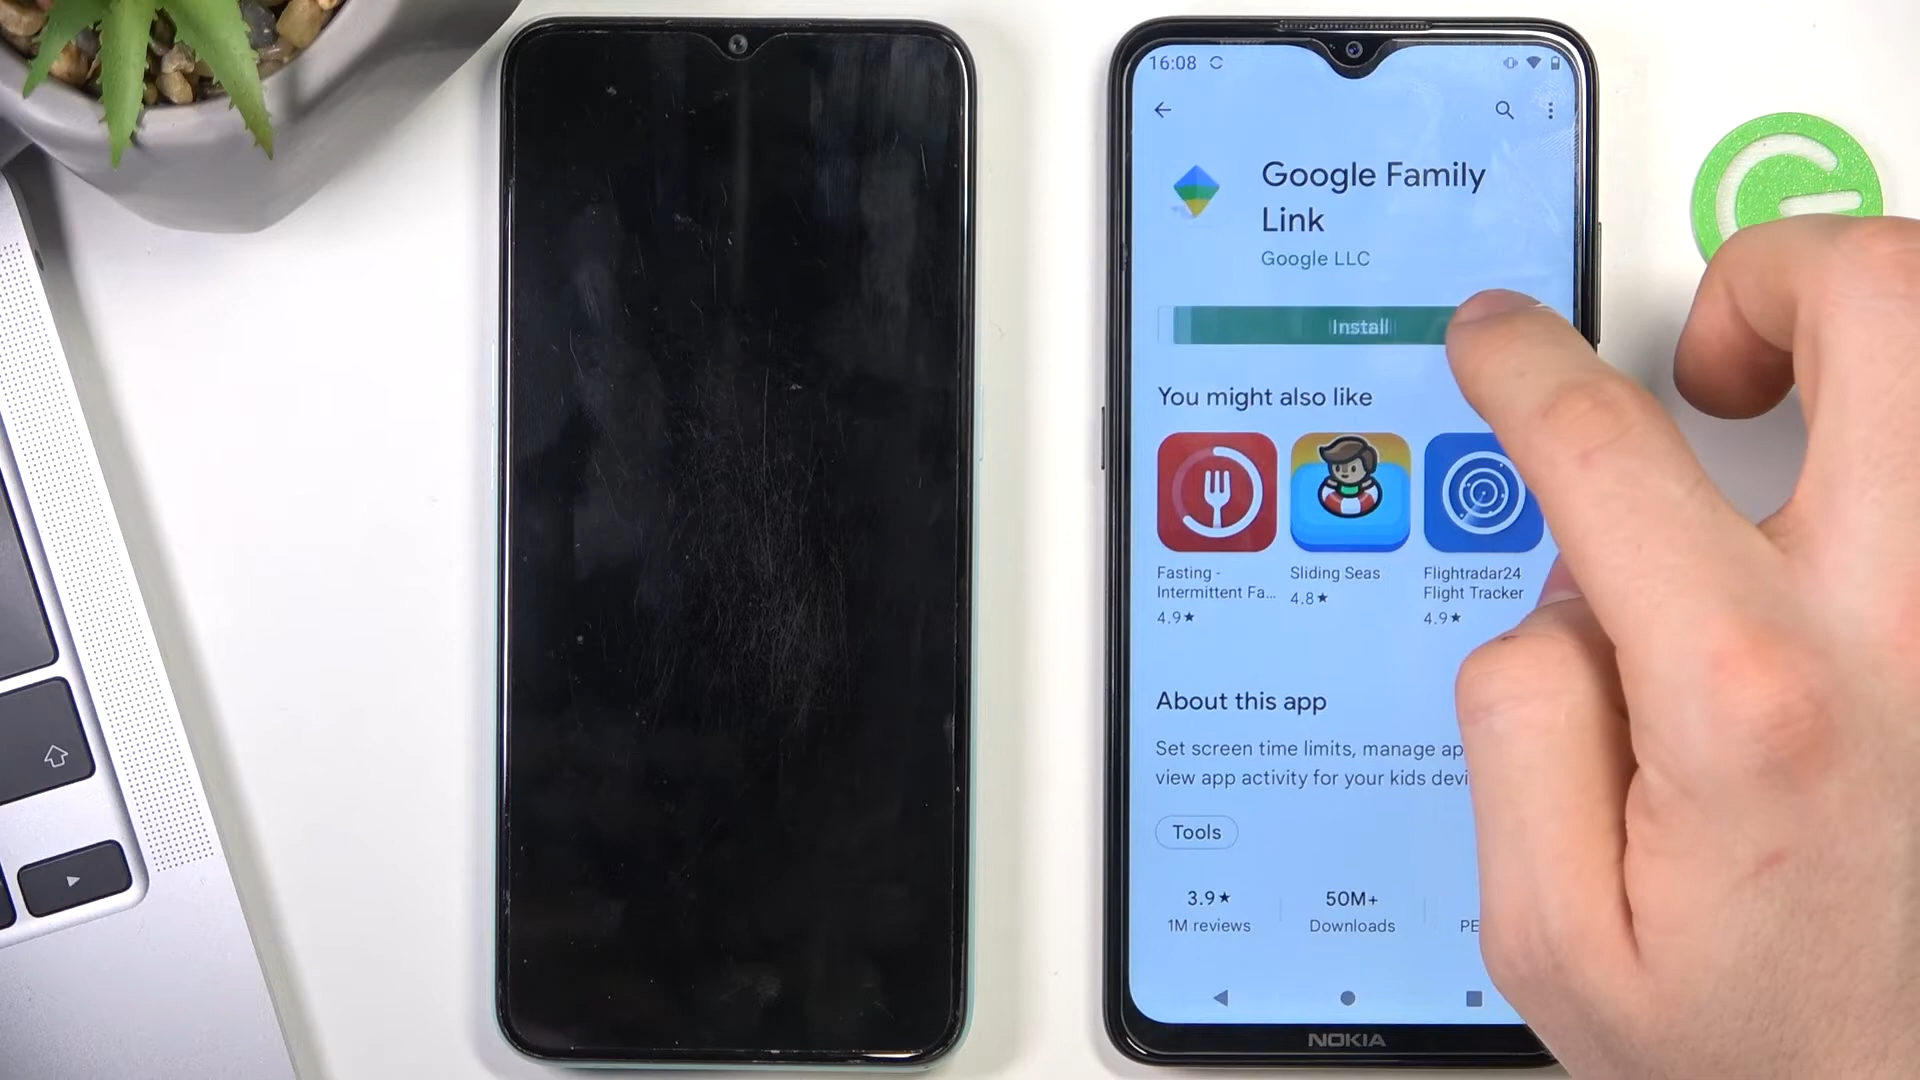 16:08
Google Family
Link
Google LLC
Install
You might also like
Fasting -
Intermittent Fa...
4.9★
Sliding Seas
4.8★
Flightradar24
Flight Tracker
4.9★
About this app
Set screen time limits, manage ap
view app activity for your kids devi
Tools
3.9★
1M reviews
50M+
Downloads
PE
NOKIA